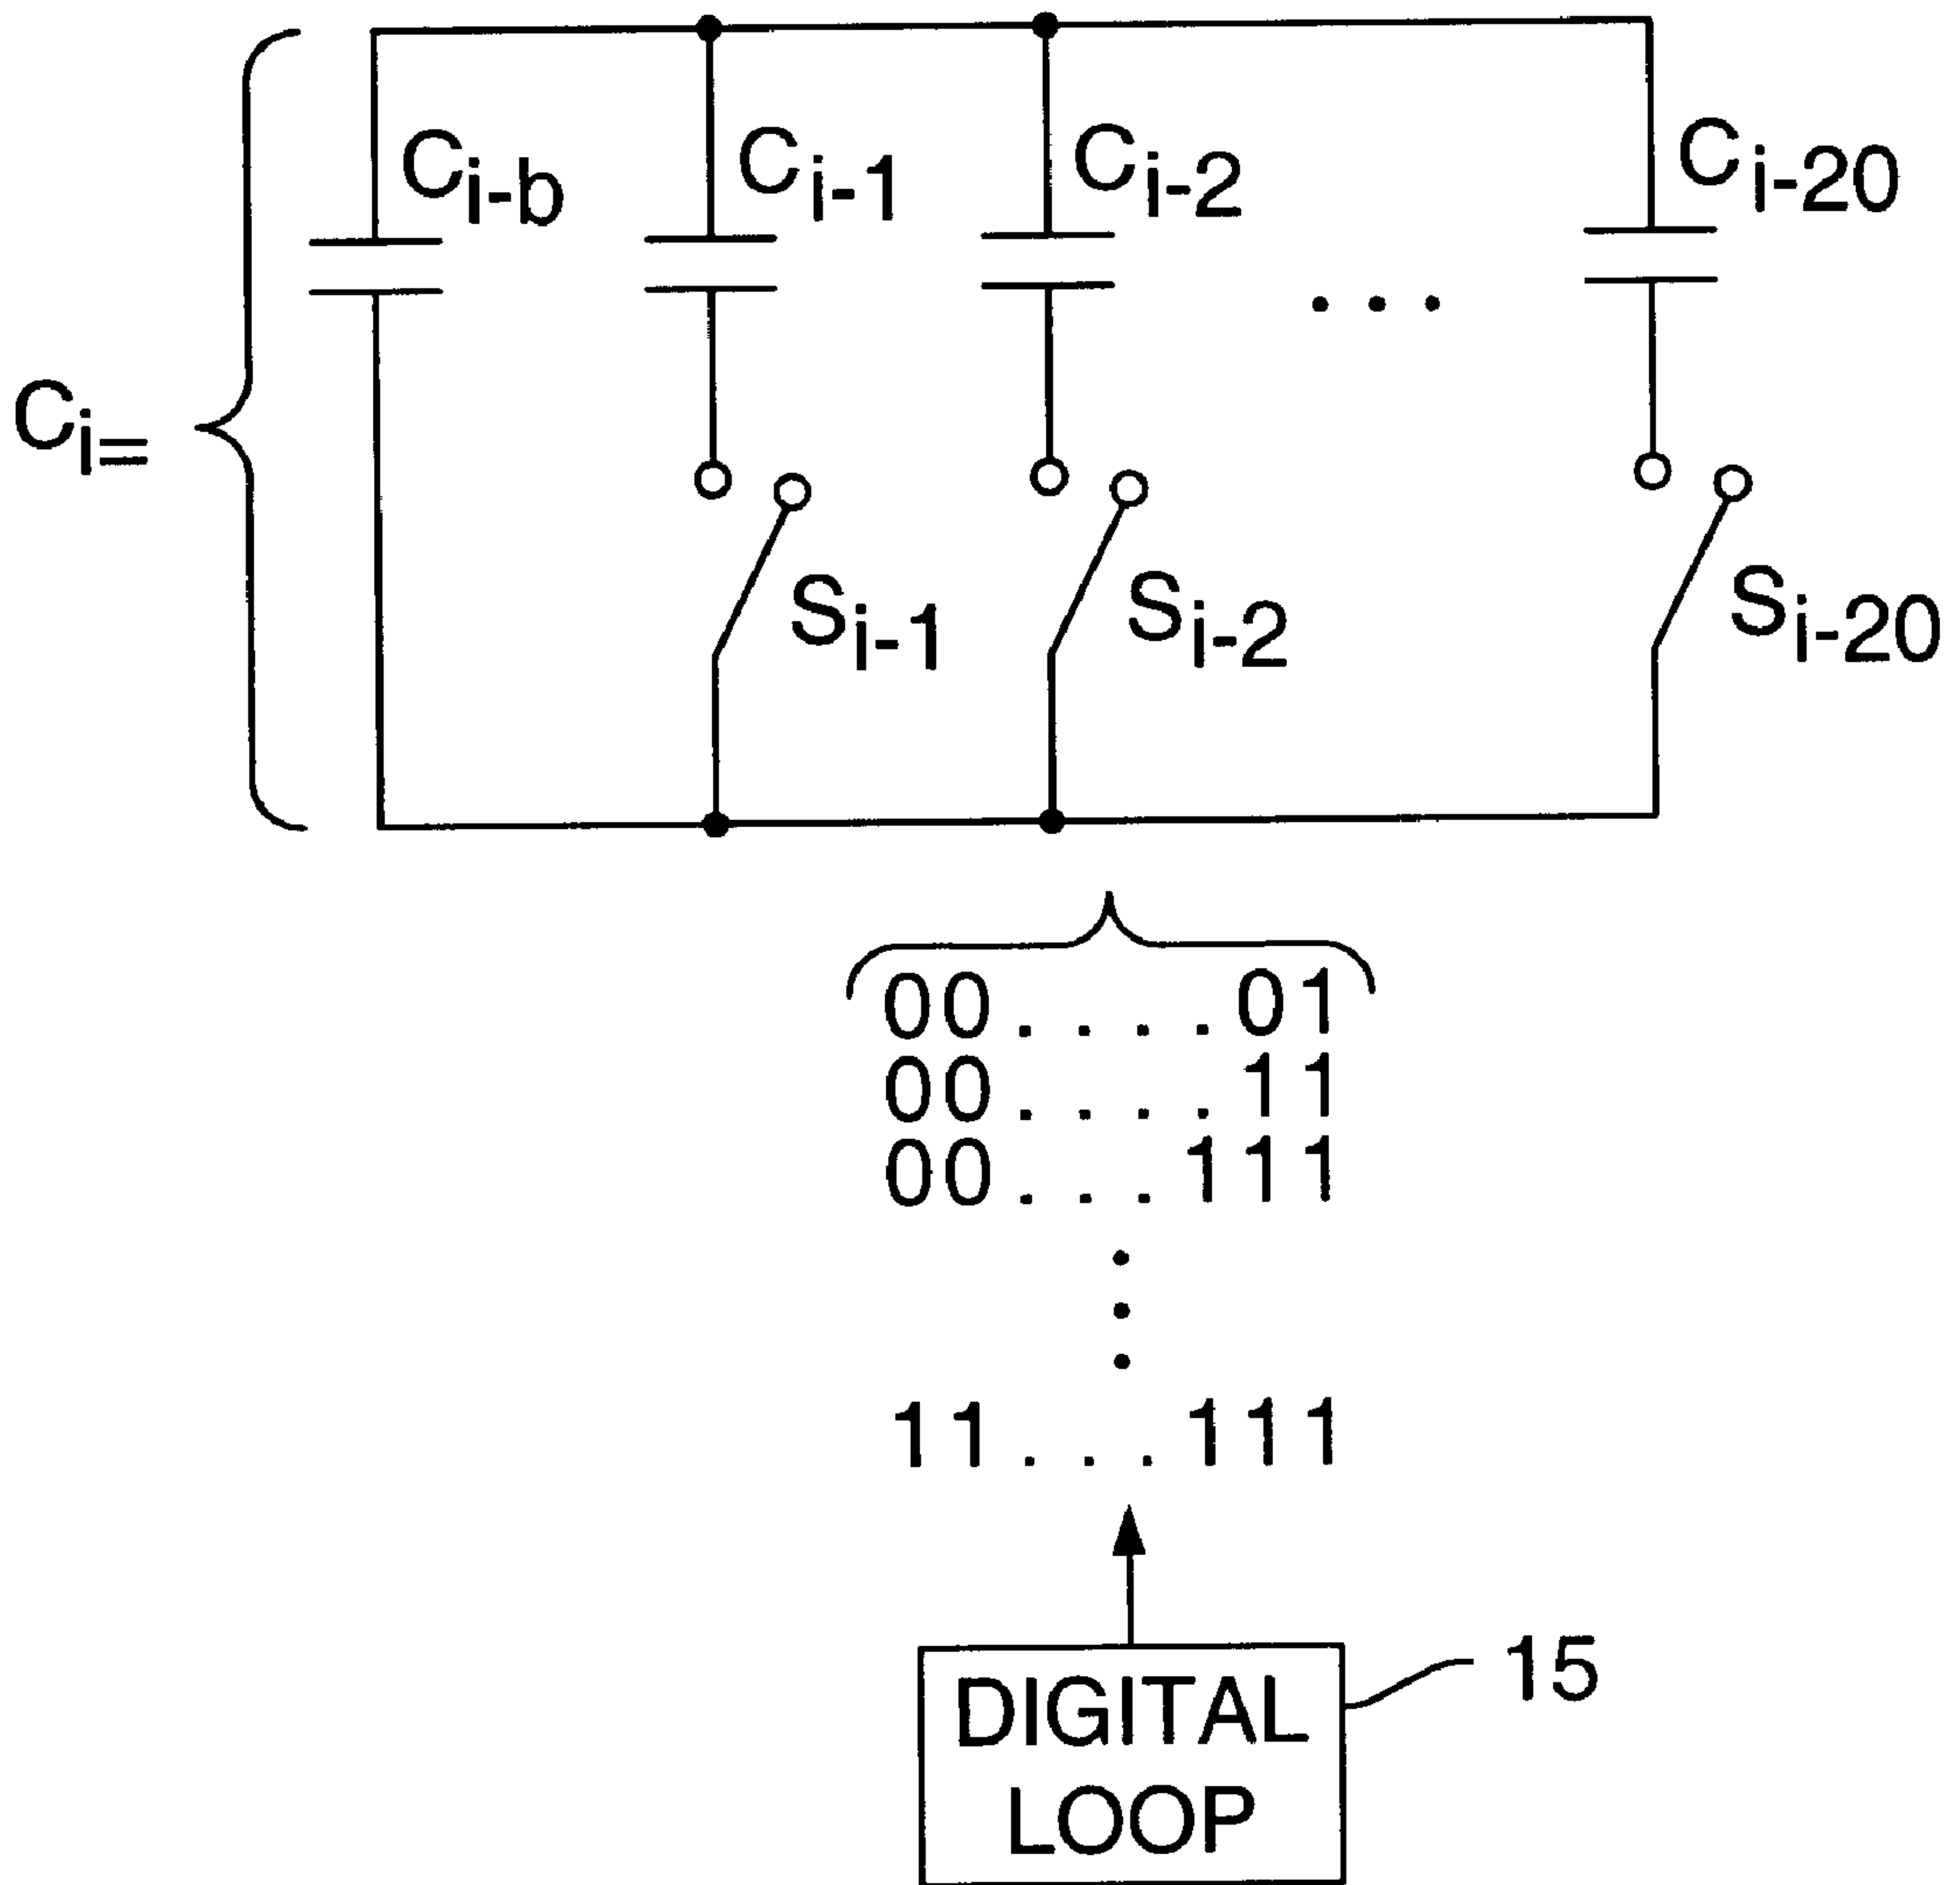 Ci-b Ci-1 Ci-2 ... Ci-20
Ci=
Si-1 Si-2 Si-20
00....01
00....11
00...111
11...111
DIGITAL
LOOP
15